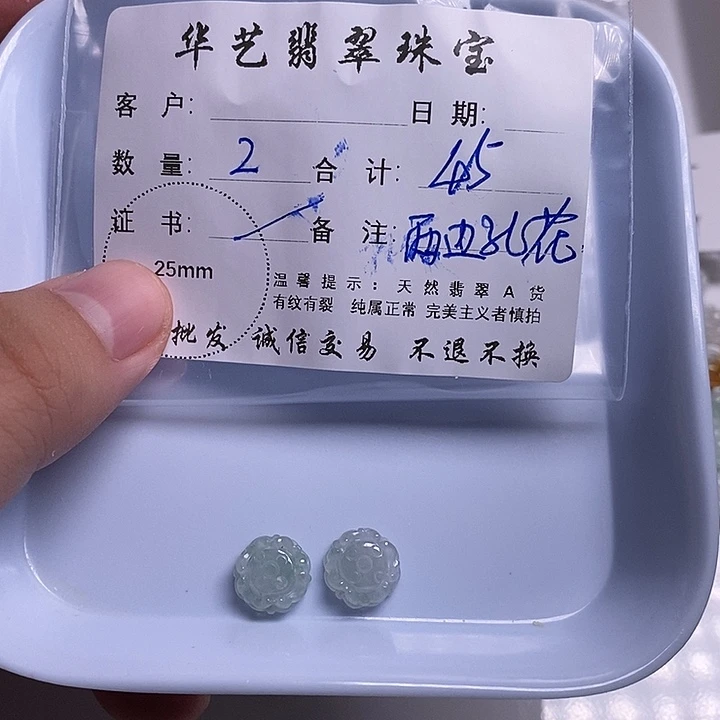 华艺翡翠珠宝
客 户: 日 期:
数 量: 2 合 计: 45
证 书: 备 注: 两边孔花
25mm
温馨提示:天然翡翠A货
有纹有裂 纯属正常 完美主义者慎拍
批发 诚信交易 不退不换